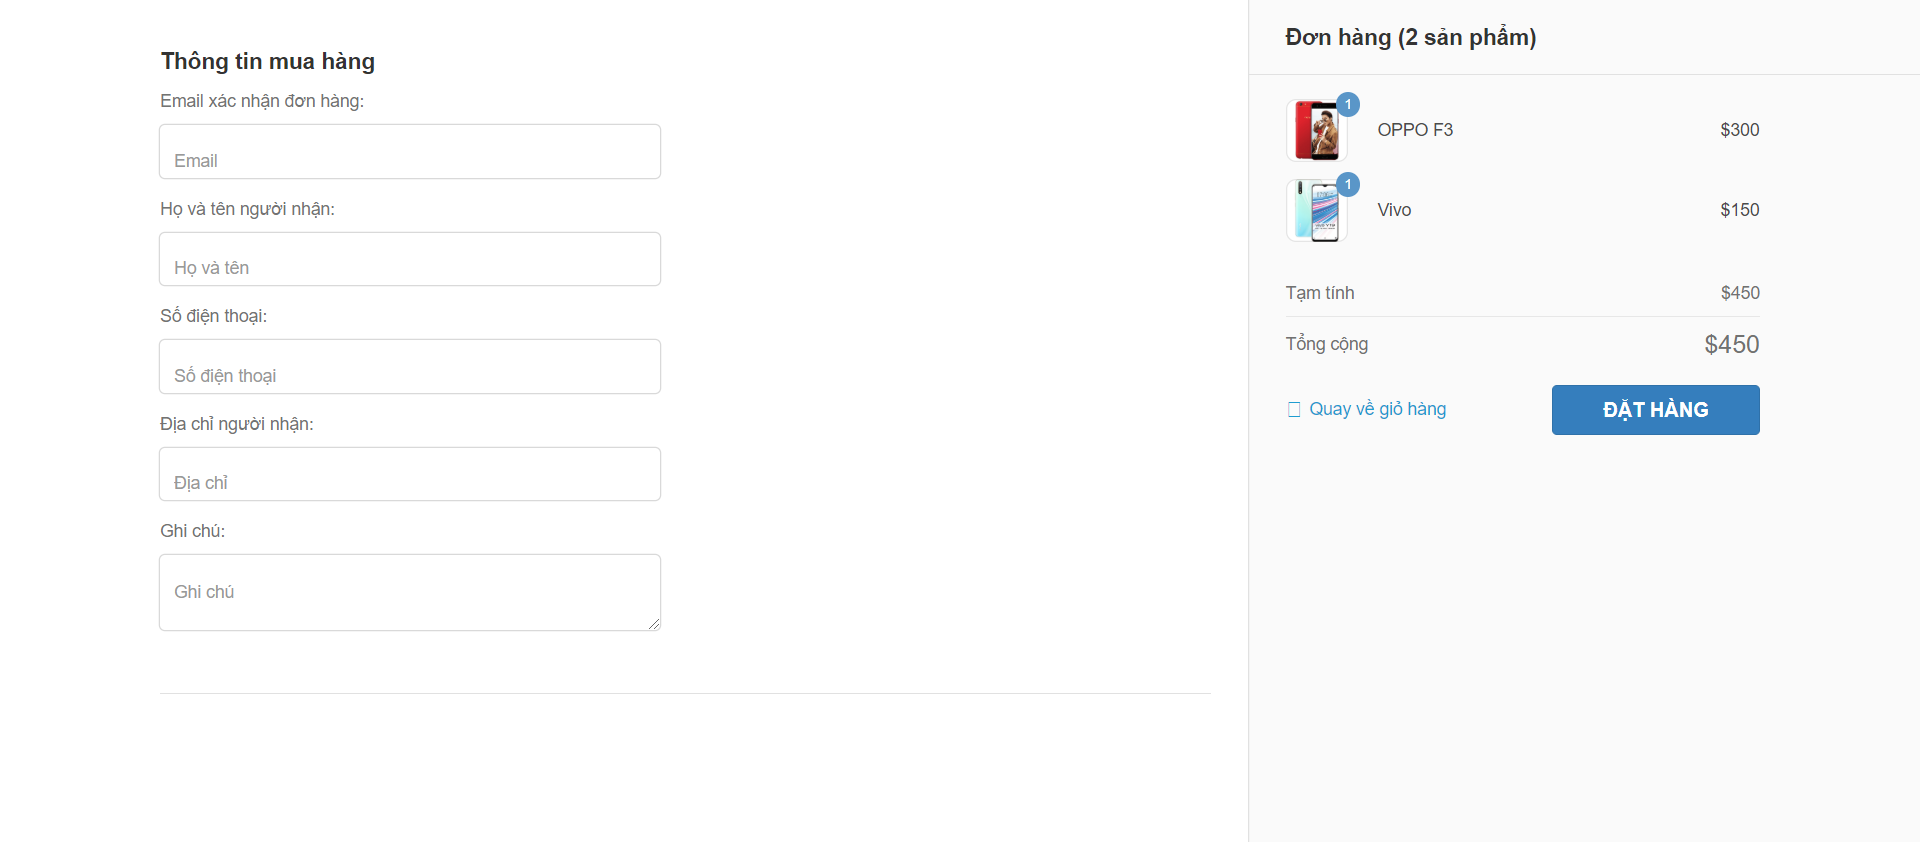 Thông tin mua hàng
Email xác nhận đơn hàng:
Email
Họ và tên người nhận:
Họ và tên
Số điện thoại:
Số điện thoại
Địa chỉ người nhận:
Địa chỉ
Ghi chú:
Ghi chú
Đơn hàng (2 sản phẩm)
1
OPPO F3 $300
1
Vivo $150
Tạm tính $450
Tổng cộng $450
Quay về giỏ hàng
ĐẶT HÀNG